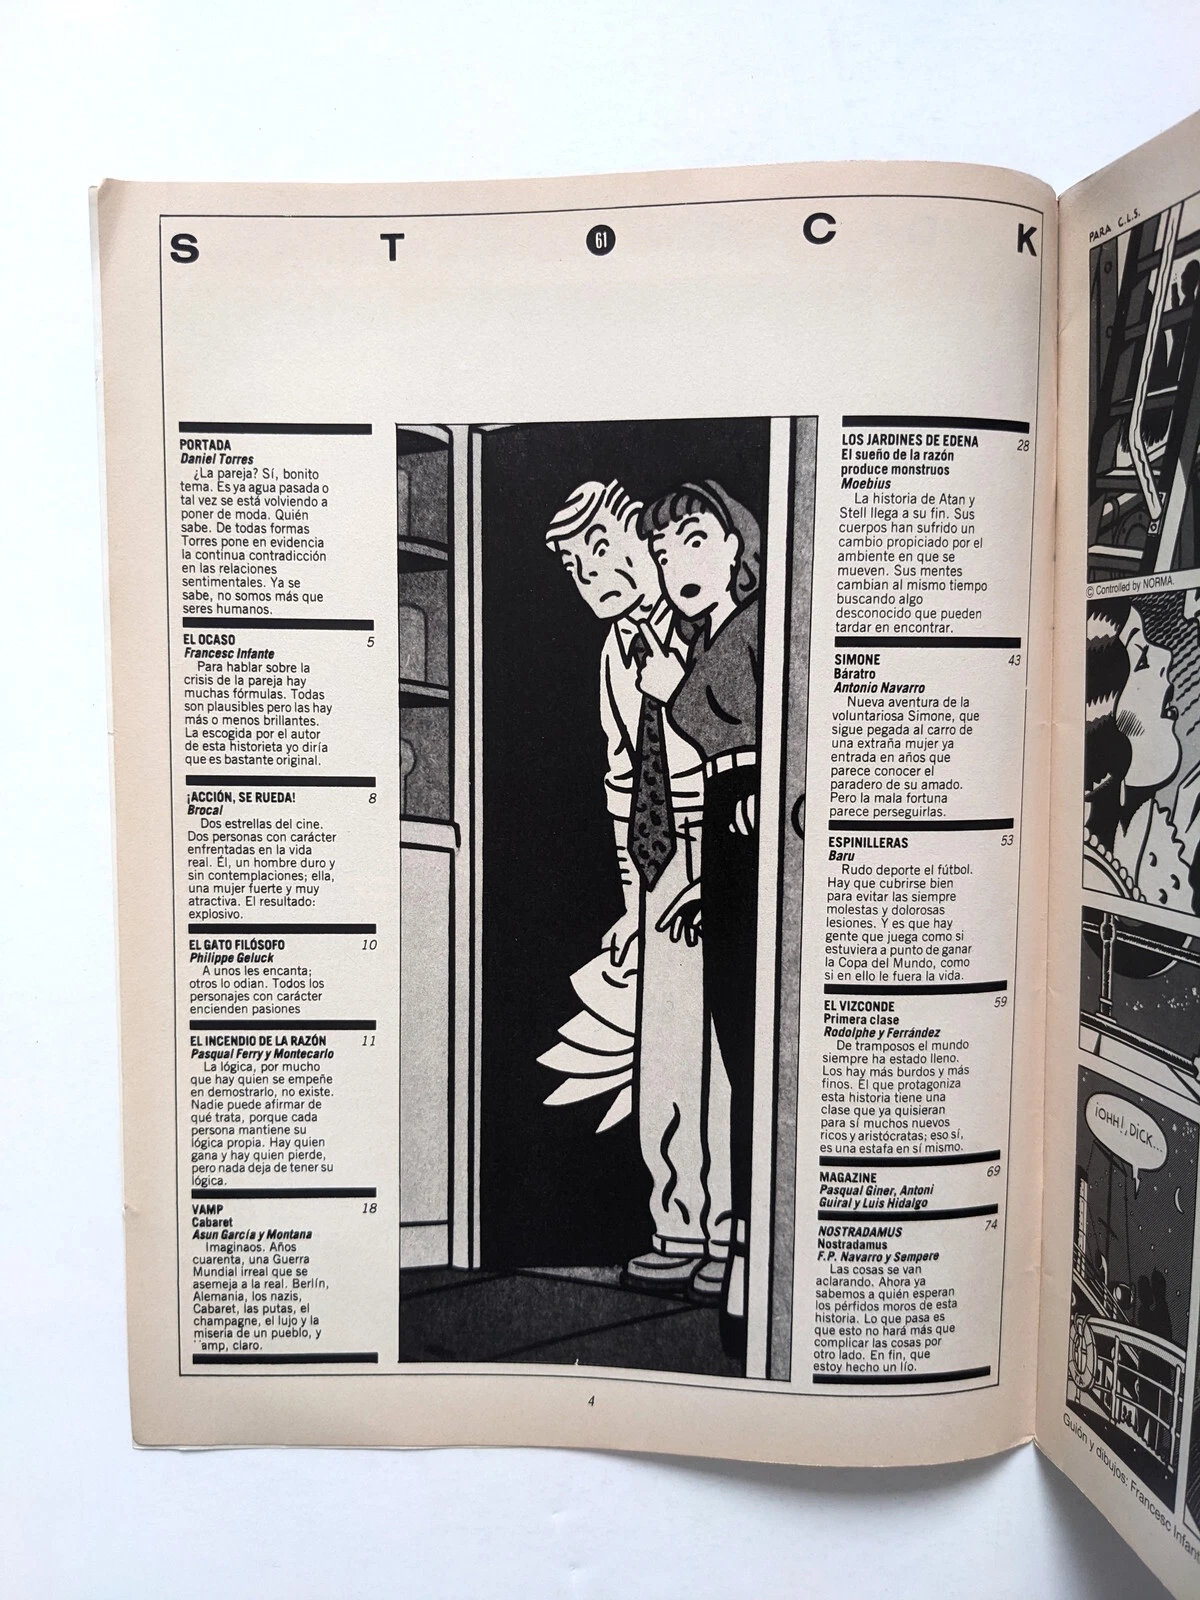 S T 61 C K
PORTADA
Daniel Torres
¿La pareja? Sí, bonito
tema. Es ya agua pasada o
tal vez se está volviendo a
poner de moda. Quién
sabe. De todas formas
Torres pone en evidencia
la continua contradicción
en las relaciones
sentimentales. Ya se
sabe, no somos más que
seres humanos.
EL OCASO 5
Francesc Infante
Para hablar sobre la
crisis de la pareja hay
muchas fórmulas. Todas
son plausibles pero las hay
más o menos brillantes.
La escogida por el autor
de esta historieta yo diría
que es bastante original.
¡ACCIÓN, SE RUEDA! 8
Brocal
Dos estrellas del cine.
Dos personas con carácter
enfrentadas en la vida
real. Él, un hombre duro y
sin contemplaciones; ella,
una mujer fuerte y muy
atractiva. El resultado:
explosivo.
EL GATO FILÓSOFO 10
Philippe Geluck
A unos les encanta;
otros lo odian. Todos los
personajes con carácter
encienden pasiones
EL INCENDIO DE LA RAZÓN 11
Pasqual Ferry y Montecarlo
La lógica, por mucho
que hay quien se empeñe
en demostrarlo, no existe.
Nadie puede afirmar de
qué trata, porque cada
persona mantiene su
lógica propia. Hay quien
gana y hay quien pierde,
pero nada deja de tener su
lógica.
VAMP 18
Cabaret
Asun García y Montana
Imaginaos. Años
cuarenta, una Guerra
Mundial irreal que se
asemeja a la real. Berlín,
Alemania, los nazis,
Cabaret, las putas, el
champagne, el lujo y la
miseria de un pueblo, y
amp, claro.
LOS JARDINES DE EDENA 28
El sueño de la razón
produce monstruos
Moebius
La historia de Atan y
Stell llega a su fin. Sus
cuerpos han sufrido un
cambio propiciado por el
ambiente en que se
mueven. Sus mentes
cambian al mismo tiempo
buscando algo
desconocido que pueden
tardar en encontrar.
SIMONE 43
Báratro
Antonio Navarro
Nueva aventura de la
voluntariosa Simone, que
sigue pegada al carro de
una extraña mujer ya
entrada en años que
parece conocer el
paradero de su amado.
Pero la mala fortuna
parece perseguirlas.
ESPINILLERAS 53
Baru
Rudo deporte el fútbol.
Hay que cubrirse bien
para evitar las siempre
molestas y dolorosas
lesiones. Y es que hay
gente que juega como si
estuviera a punto de ganar
la Copa del Mundo, como
si en ello le fuera la vida.
EL VIZCONDE 59
Primera clase
Rodolphe y Ferrández
De tramposos el mundo
siempre ha estado lleno.
Los hay más burdos y más
finos. El que protagoniza
esta historia tiene una
clase que ya quisieran
para sí muchos nuevos
ricos y aristócratas; eso sí,
es una estafa en sí mismo.
MAGAZINE 69
Pasqual Giner, Antoni
Guiral y Luis Hidalgo
NOSTRADAMUS 74
Nostradamus
F.P. Navarro y Sempere
Las cosas se van
aclarando. Ahora ya
sabemos a quién esperan
los pérfidos moros de esta
historia. Lo que pasa es
que esto no hará más que
complicar las cosas por
otro lado. En fin, que
estoy hecho un lío.
4
PARA C.L.S.
© Controlled by NORMA.
¡OHH!, DICK...
Guión y dibujos: Francesc Infant